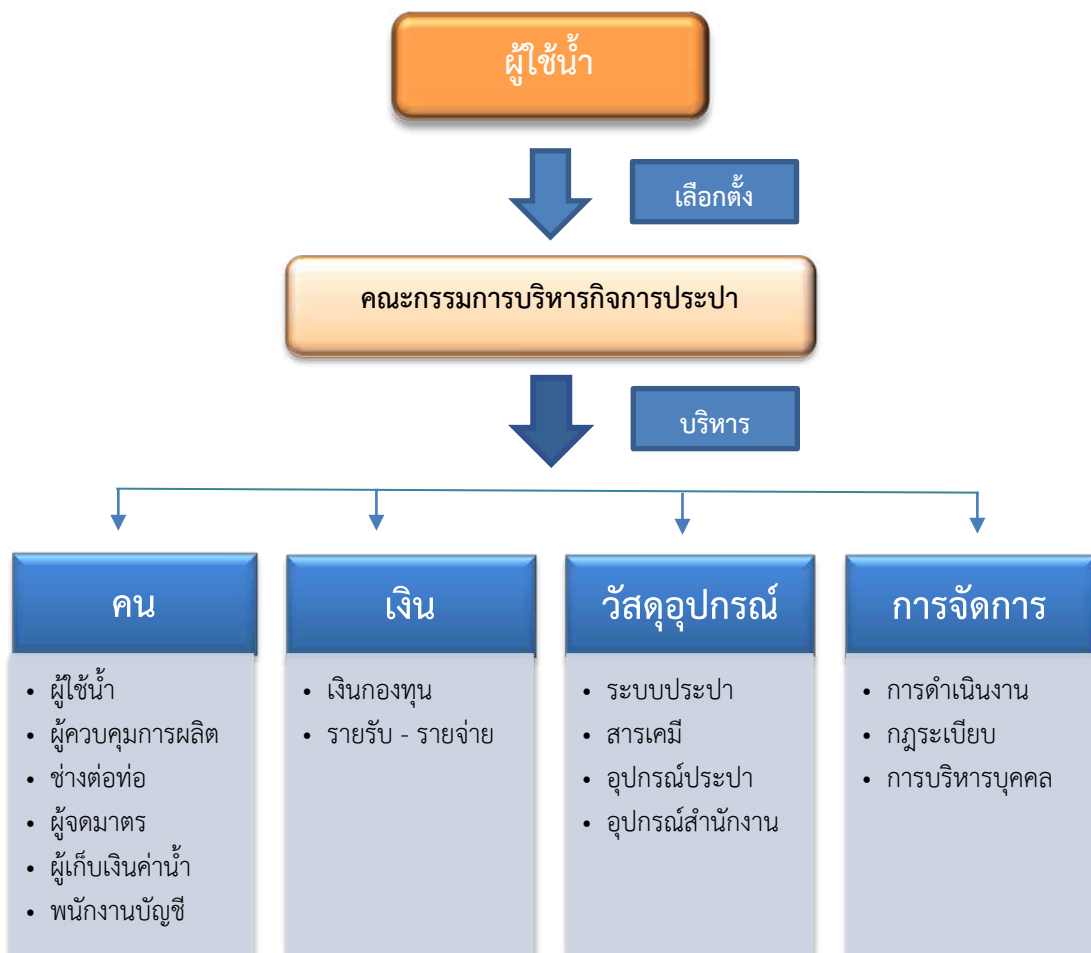 ผู้ใช้น้ำ
เลือกตั้ง
คณะกรรมการบริหารกิจการประปา
บริหาร
คน
• ผู้ใช้น้ำ
• ผู้ควบคุมการผลิต
• ช่างต่อท่อ
• ผู้จดมาตร
• ผู้เก็บเงินค่าน้ำ
• พนักงานบัญชี
เงิน
• เงินกองทุน
• รายรับ - รายจ่าย
วัสดุอุปกรณ์
• ระบบประปา
• สารเคมี
• อุปกรณ์ประปา
• อุปกรณ์สำนักงาน
การจัดการ
• การดำเนินงาน
• กฎระเบียบ
• การบริหารบุคคล